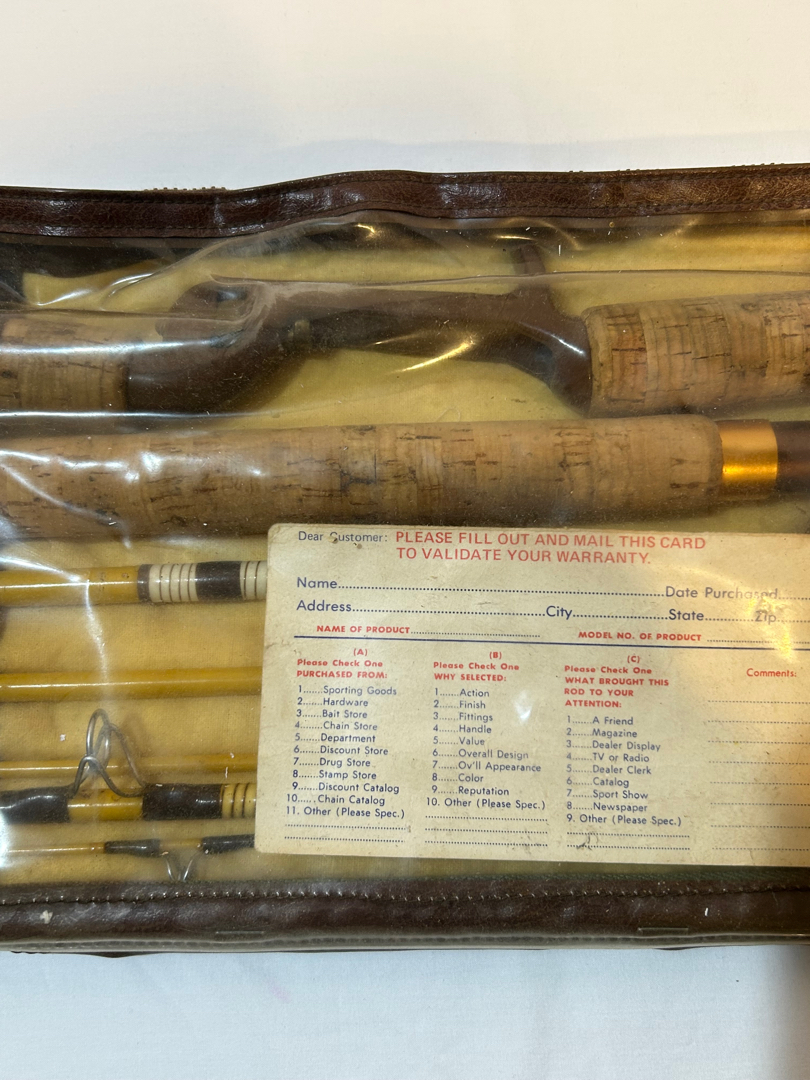 Dear Customer: PLEASE FILL OUT AND MAIL THIS CARD
TO VALIDATE YOUR WARRANTY.
Name.................Date Purchased......
Address.................City.................State..........Zip
NAME OF PRODUCT................. MODEL NO. OF PRODUCT .................
(A)
Please Check One
PURCHASED FROM:
1......Sporting Goods
2......Hardware
3......Bait Store
4......Chain Store
5......Department
6......Discount Store
7......Drug Store
8......Stamp Store
9......Discount Catalog
10......Chain Catalog
11. Other (Please Spec.)
(B)
Please Check One
WHY SELECTED:
1......Action
2......Finish
3......Fittings
4......Handle
5......Value
6......Overall Design
7......Ov'll Appearance
8......Color
9......Reputation
10. Other (Please Spec.)
(C)
Please Check One
WHAT BROUGHT THIS
ROD TO YOUR
ATTENTION:
1......A Friend
2......Magazine
3......Dealer Display
4......TV or Radio
5......Dealer Clerk
6......Catalog
7......Sport Show
8......Newspaper
9. Other (Please Spec.)
Comments: